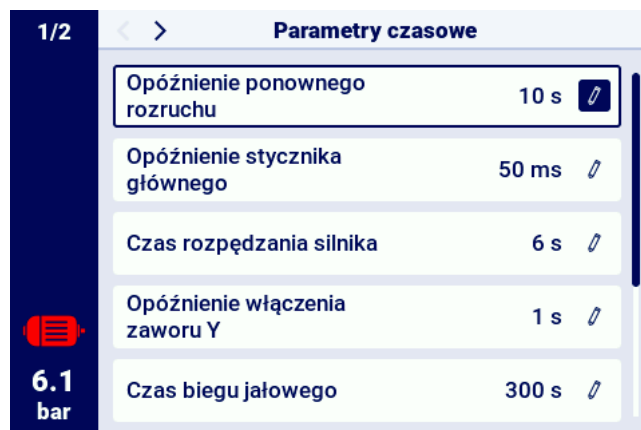 1/2
Parametry czasowe
Opóźnienie ponownego
rozruchu
10 s
Opóźnienie stycznika
głównego
50 ms
Czas rozpędzania silnika
6 s
Opóźnienie włączenia
zaworu Y
1 s
Czas biegu jałowego
300 s
6.1
bar